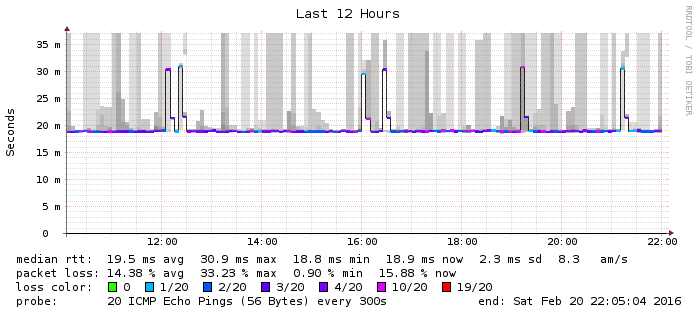 Last 12 Hours
RRDTOOL / TOBI OETIKER
Seconds
35 m
30 m
25 m
20 m
15 m
10 m
5 m
0
12:00 14:00 16:00 18:00 20:00 22:00
median rtt: 19.5 ms avg 30.9 ms max 18.8 ms min 18.9 ms now 2.3 ms sd 8.3 am/s
packet loss: 14.38 % avg 33.23 % max 0.90 % min 15.88 % now
loss color: 0 1/20 2/20 3/20 4/20 10/20 19/20
probe: 20 ICMP Echo Pings (56 Bytes) every 300s end: Sat Feb 20 22:05:04 2016